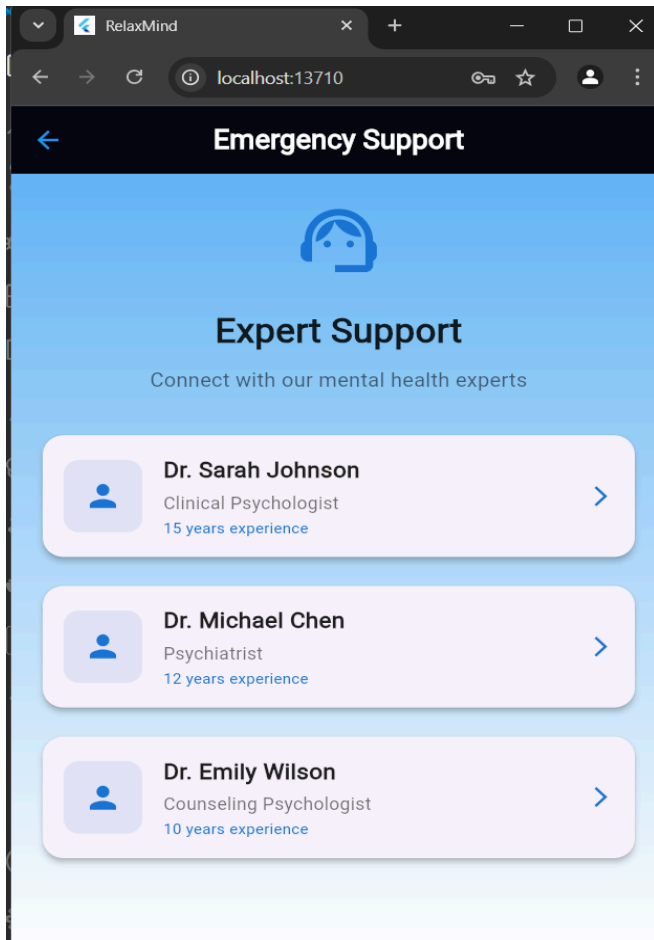 RelaxMind
localhost:13710
Emergency Support
Expert Support
Connect with our mental health experts
Dr. Sarah Johnson
Clinical Psychologist
15 years experience
Dr. Michael Chen
Psychiatrist
12 years experience
Dr. Emily Wilson
Counseling Psychologist
10 years experience